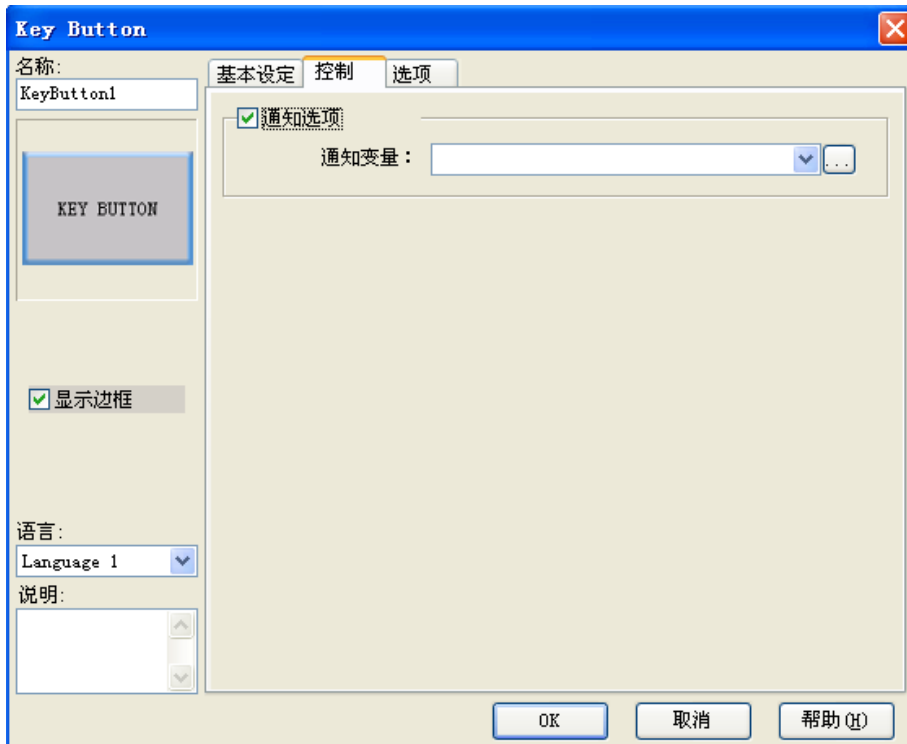 Key Button
名称:
KeyButton1
KEY BUTTON
显示边框
语言:
Language 1
说明:
基本设定 控制 选项
通知选项
通知变量：
...
OK 取消 帮助(H)